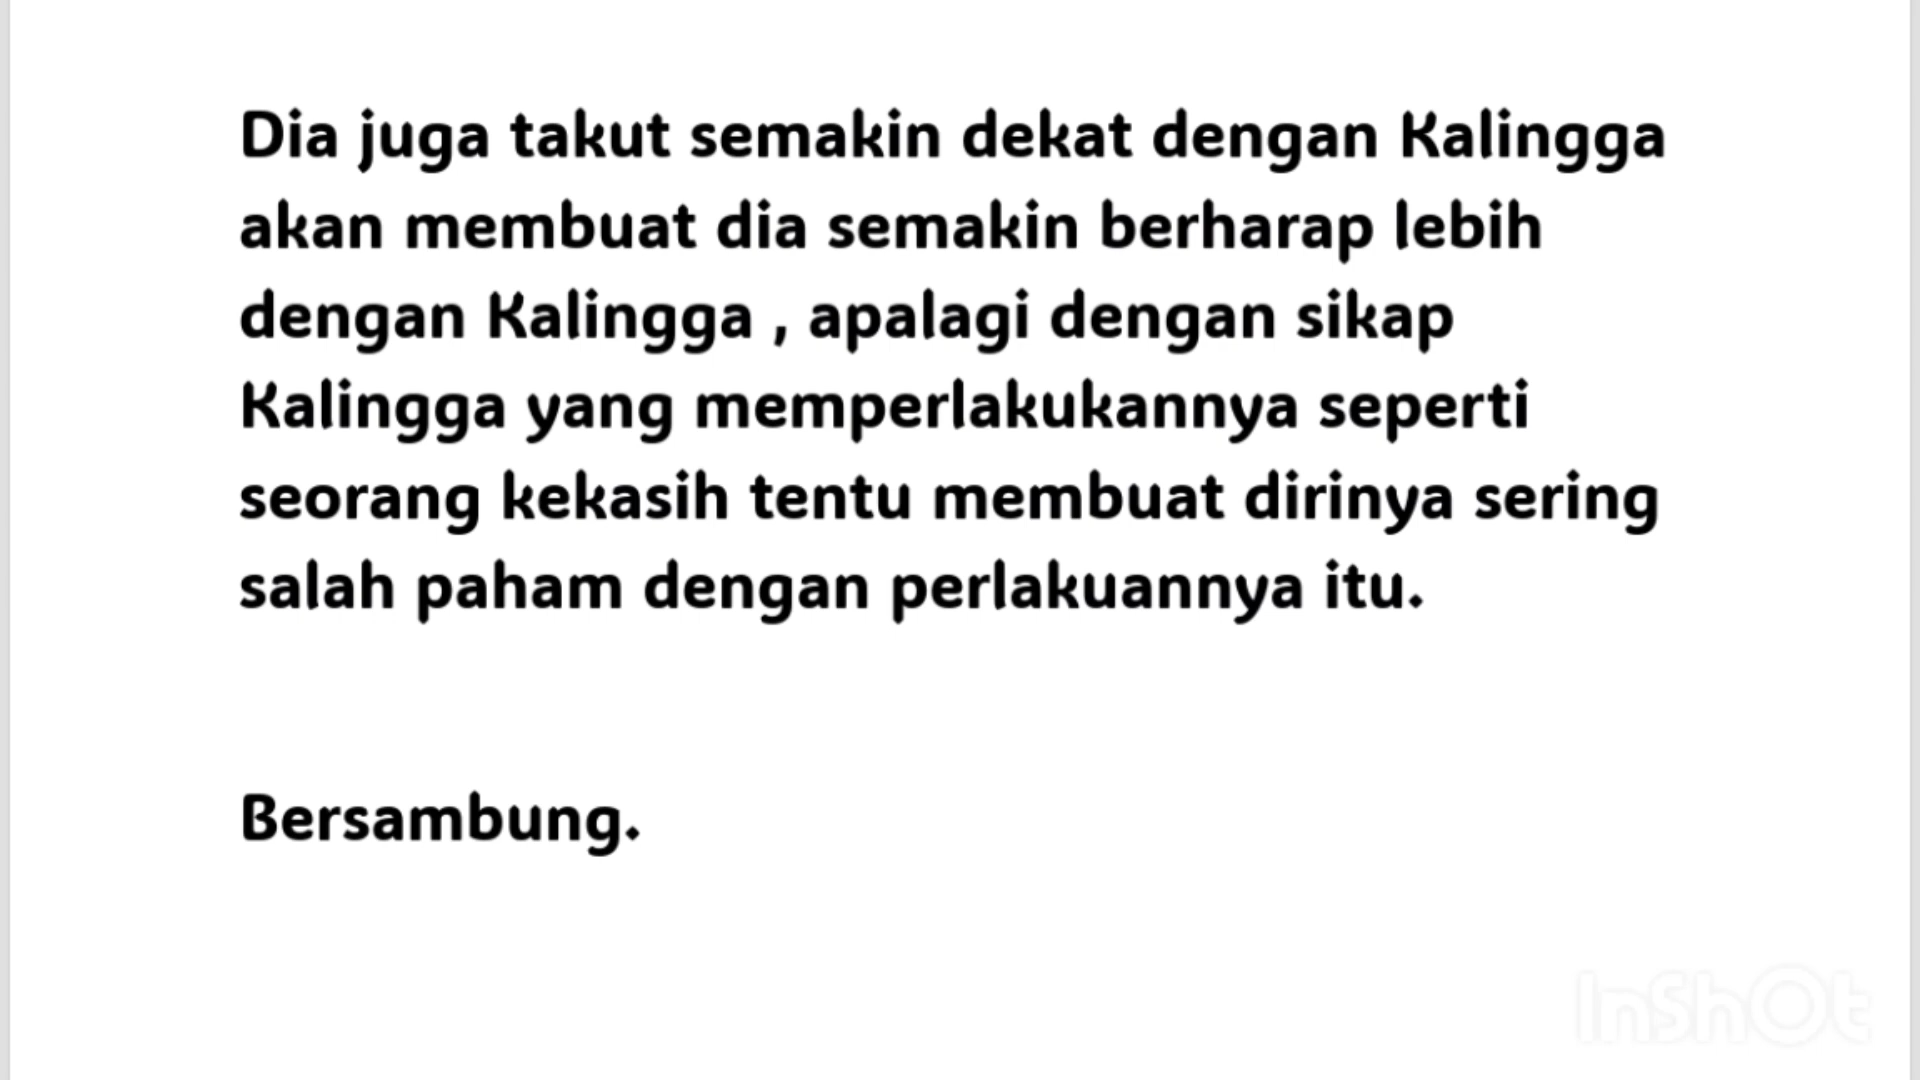 Dia juga takut semakin dekat dengan Kalingga
akan membuat dia semakin berharap lebih
dengan Kalingga , apalagi dengan sikap
Kalingga yang memperlakukannya seperti
seorang kekasih tentu membuat dirinya sering
salah paham dengan perlakuannya itu.
Bersambung.
InShOt